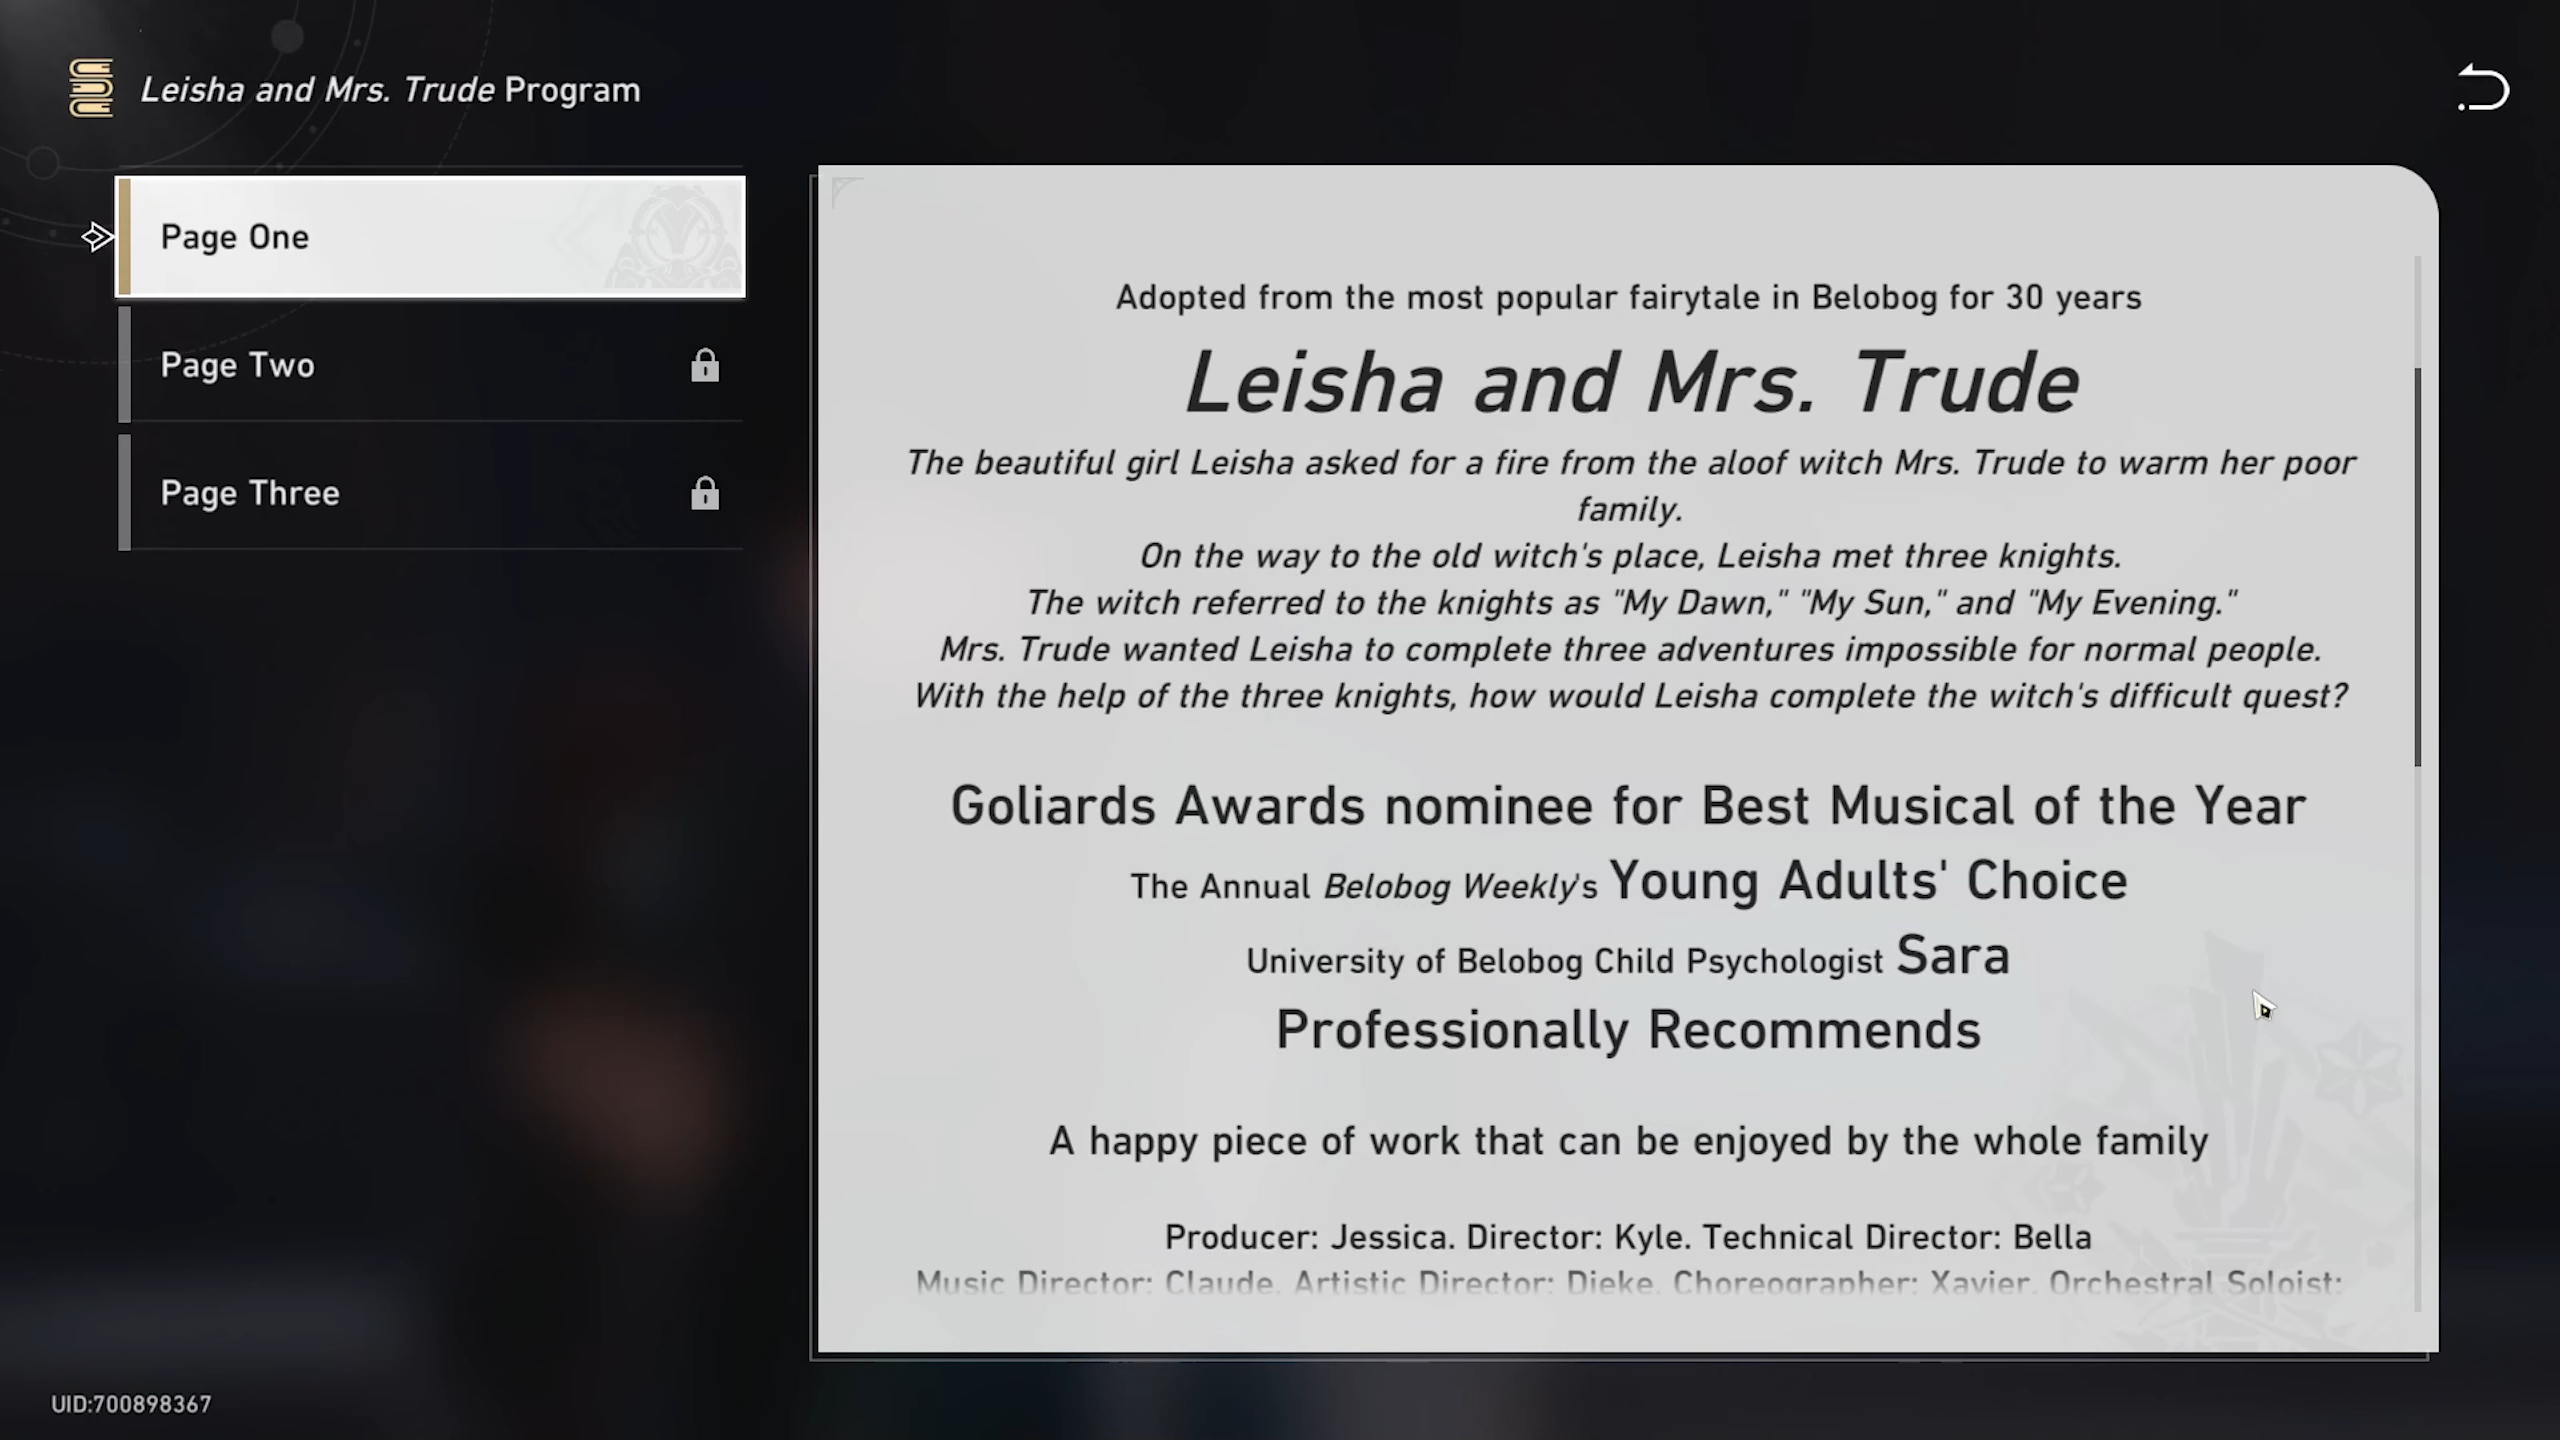 Leisha and Mrs. Trude Program
Page One
Page Two
Page Three
Adopted from the most popular fairytale in Belobog for 30 years
Leisha and Mrs. Trude
The beautiful girl Leisha asked for a fire from the aloof witch Mrs. Trude to warm her poor
family.
On the way to the old witch's place, Leisha met three knights.
The witch referred to the knights as "My Dawn," "My Sun," and "My Evening."
Mrs. Trude wanted Leisha to complete three adventures impossible for normal people.
With the help of the three knights, how would Leisha complete the witch's difficult quest?
Goliards Awards nominee for Best Musical of the Year
The Annual Belobog Weekly's Young Adults' Choice
University of Belobog Child Psychologist Sara
Professionally Recommends
A happy piece of work that can be enjoyed by the whole family
Producer: Jessica. Director: Kyle. Technical Director: Bella
Music Director: Claude. Artistic Director: Dieke. Choreographer: Xavier. Orchestral Soloist:
UID:700898367